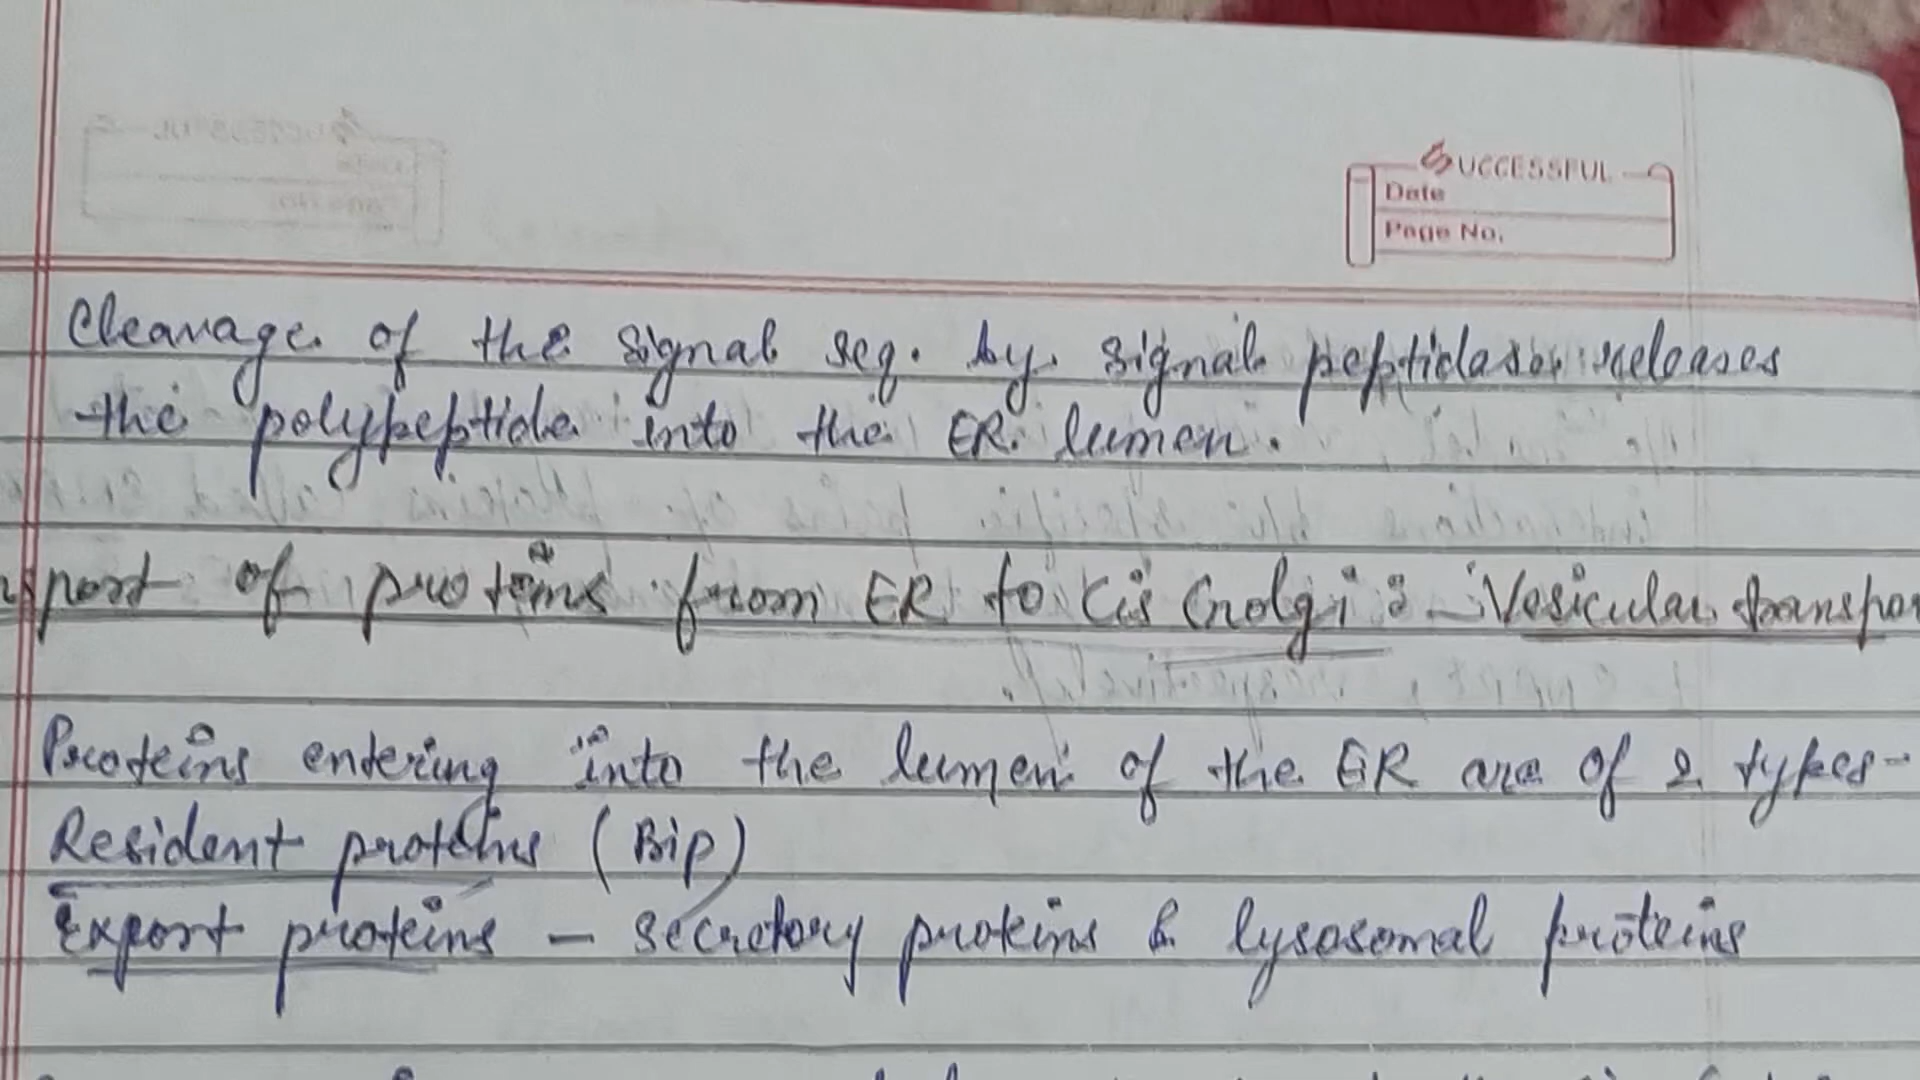 SUCCESSFUL
Date
Page No.
Cleavage of the signal seq. by signal peptidase releases
the polypeptide into the ER lumen.
sport of proteins from ER to Cis Golgi :- Vesicular transpor
Proteins entering into the lumen of the ER are of 2 types-
Resident proteins (Bip)
Export proteins - secretory proteins & lysosomal proteins